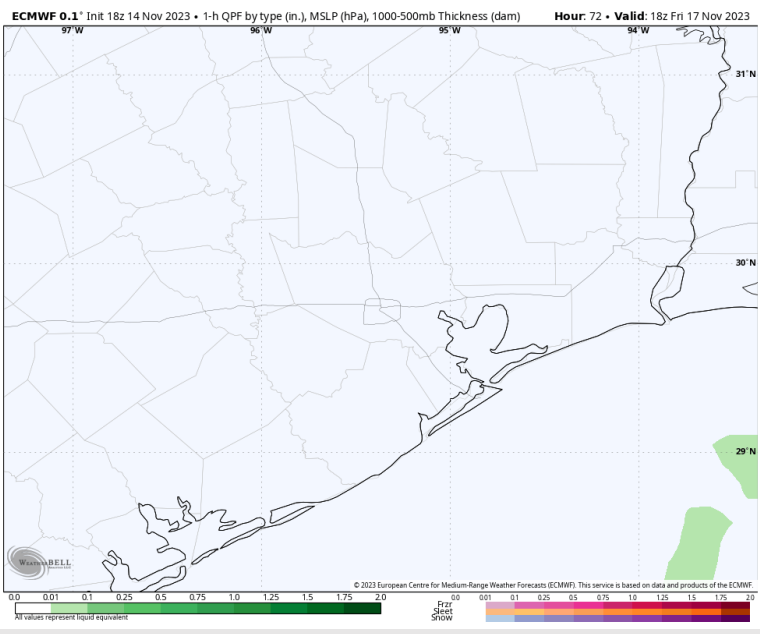 ECMWF 0.1° Init 18z 14 Nov 2023 • 1-h QPF by type (in.), MSLP (hPa), 1000-500mb Thickness (dam) Hour: 72 • Valid: 18z Fri 17 Nov 2023
97°W 96°W 95°W 94°W
31°N
30°N
29°N
WEATHERBELL
© 2023 European Centre for Medium-Range Weather Forecasts (ECMWF). This service is based on data and products of the ECMWF.
0.0 0.01 0.1 0.25 0.5 0.75 1.0 1.25 1.5 1.75 2.0
0.0 0.01 0.1 0.25 0.5 0.75 1.0 1.25 1.5 1.75 2.0
Frzr
Sleet
Snow
All values represent liquid equivalent